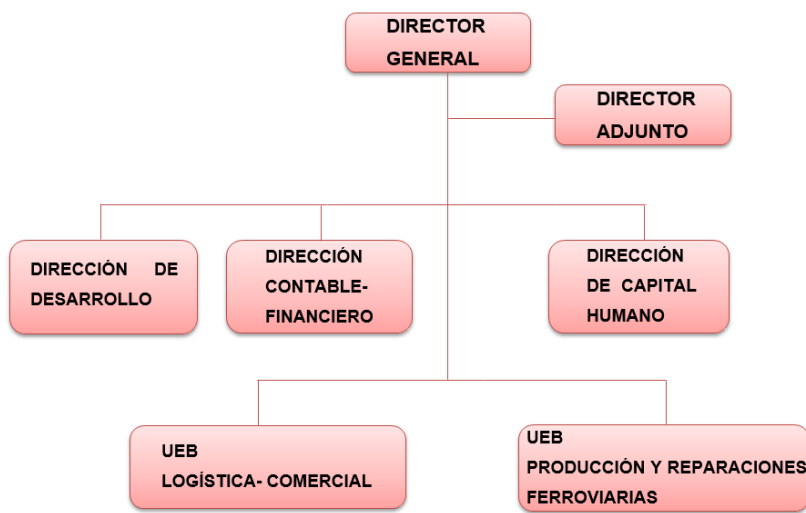 DIRECTOR
GENERAL
DIRECTOR
ADJUNTO
DIRECCIÓN DE
DESARROLLO
DIRECCIÓN
CONTABLE-
FINANCIERO
DIRECCIÓN
DE CAPITAL
HUMANO
UEB
LOGÍSTICA- COMERCIAL
UEB
PRODUCCIÓN Y REPARACIONES
FERROVIARIAS